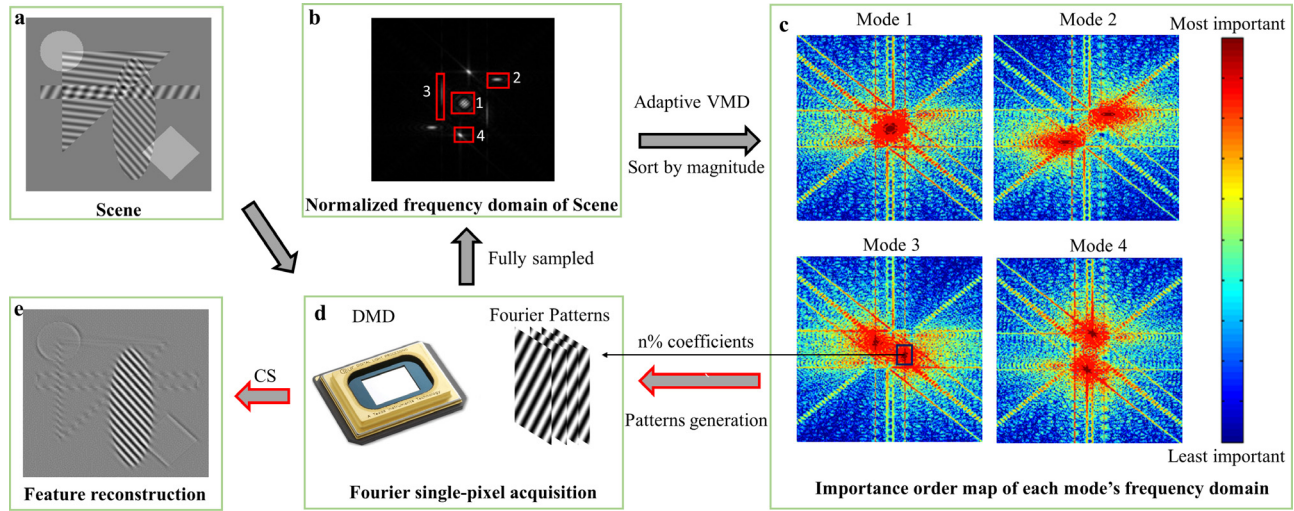 a
Scene
b
1
2
3
4
Normalized frequency domain of Scene
Adaptive VMD
Sort by magnitude
c
Mode 1
Mode 2
Most important
Mode 3
Mode 4
Least important
Importance order map of each mode's frequency domain
Fully sampled
n% coefficients
Patterns generation
d
DMD
Fourier Patterns
Fourier single-pixel acquisition
CS
e
Feature reconstruction